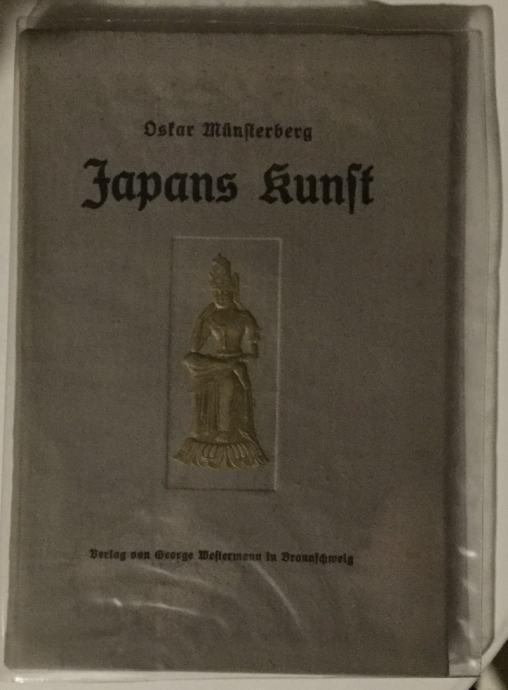 Oskar Münsterberg
Japans Kunst
Verlag von George Westermann in Braunschweig